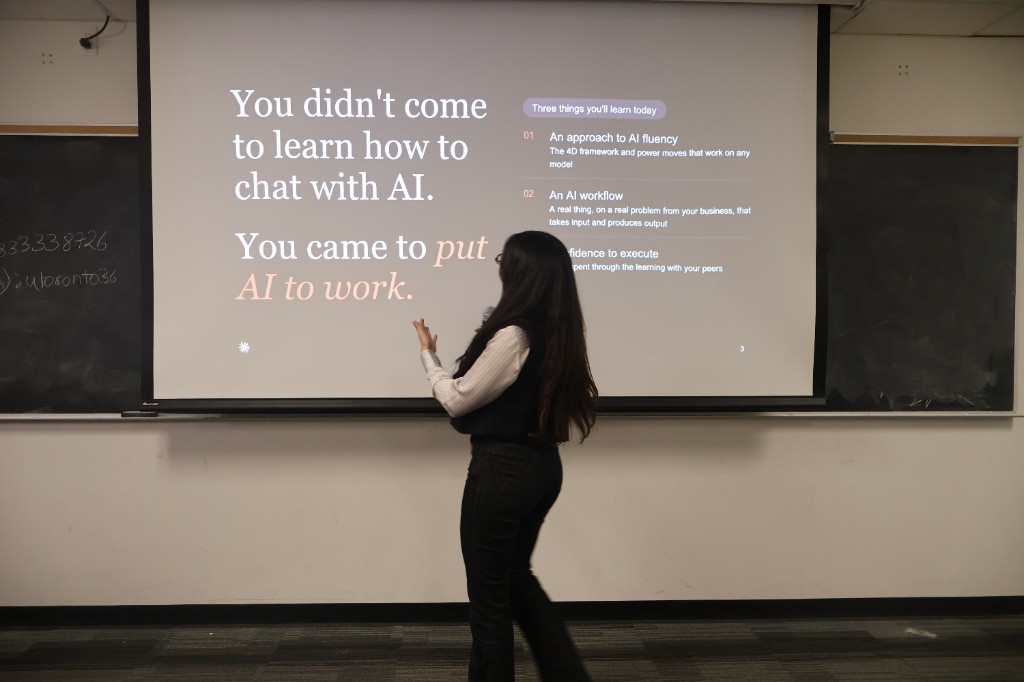 You didn't come
to learn how to
chat with AI.
You came to put
AI to work.
Three things you'll learn today
01
An approach to AI fluency
The 4D framework and power moves that work on any
model
02
An AI workflow
A real thing, on a real problem from your business, that
takes input and produces output
to execute
through the learning with your peers
3
3338726